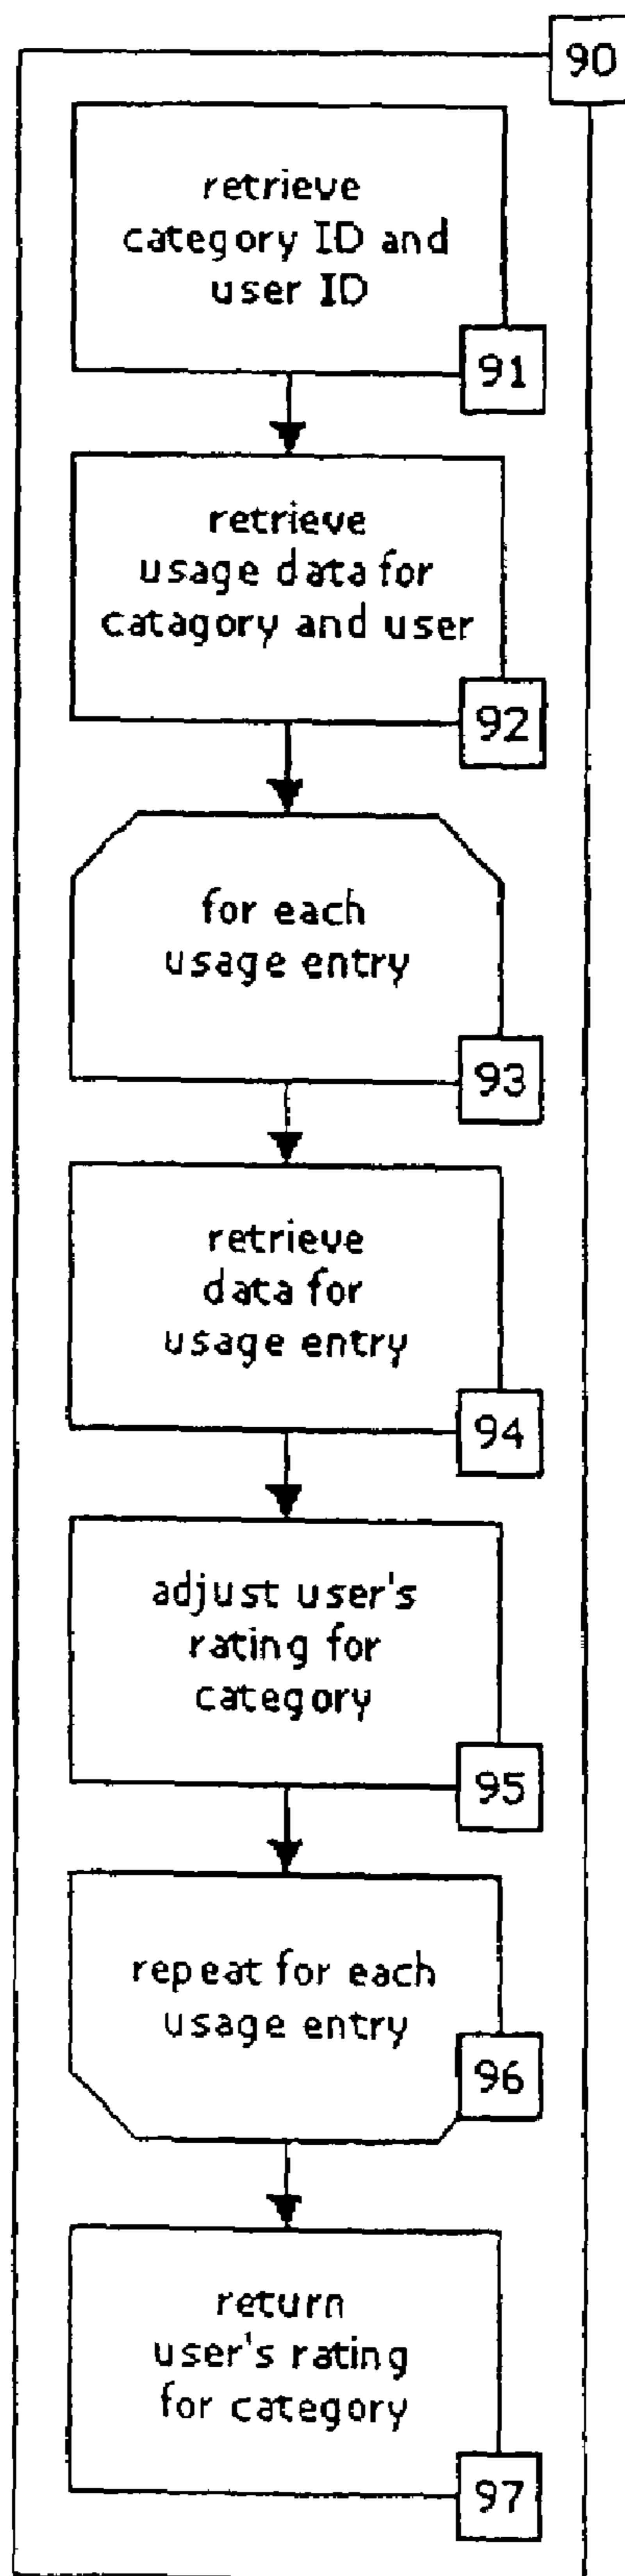 90
retrieve
category ID and
user ID
91
retrieve
usage data for
catagory and user
92
for each
usage entry
93
retrieve
data for
usage entry
94
adjust user's
rating for
category
95
repeat for each
usage entry
96
return
user's rating
for category
97